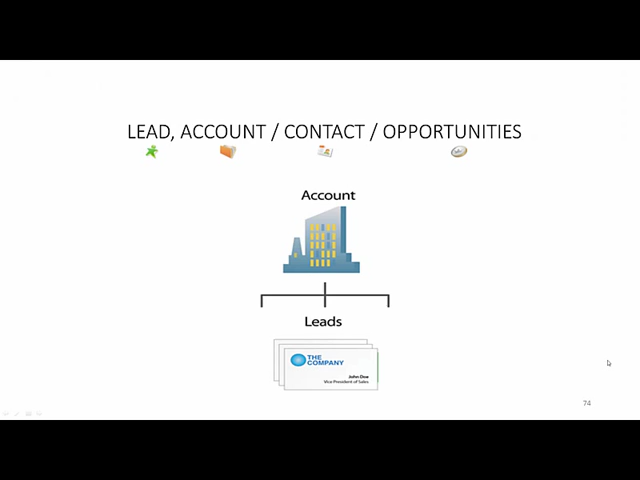 LEAD, ACCOUNT / CONTACT / OPPORTUNITIES
Account
Leads
THE
COMPANY
John Doe
Vice President of Sales
74